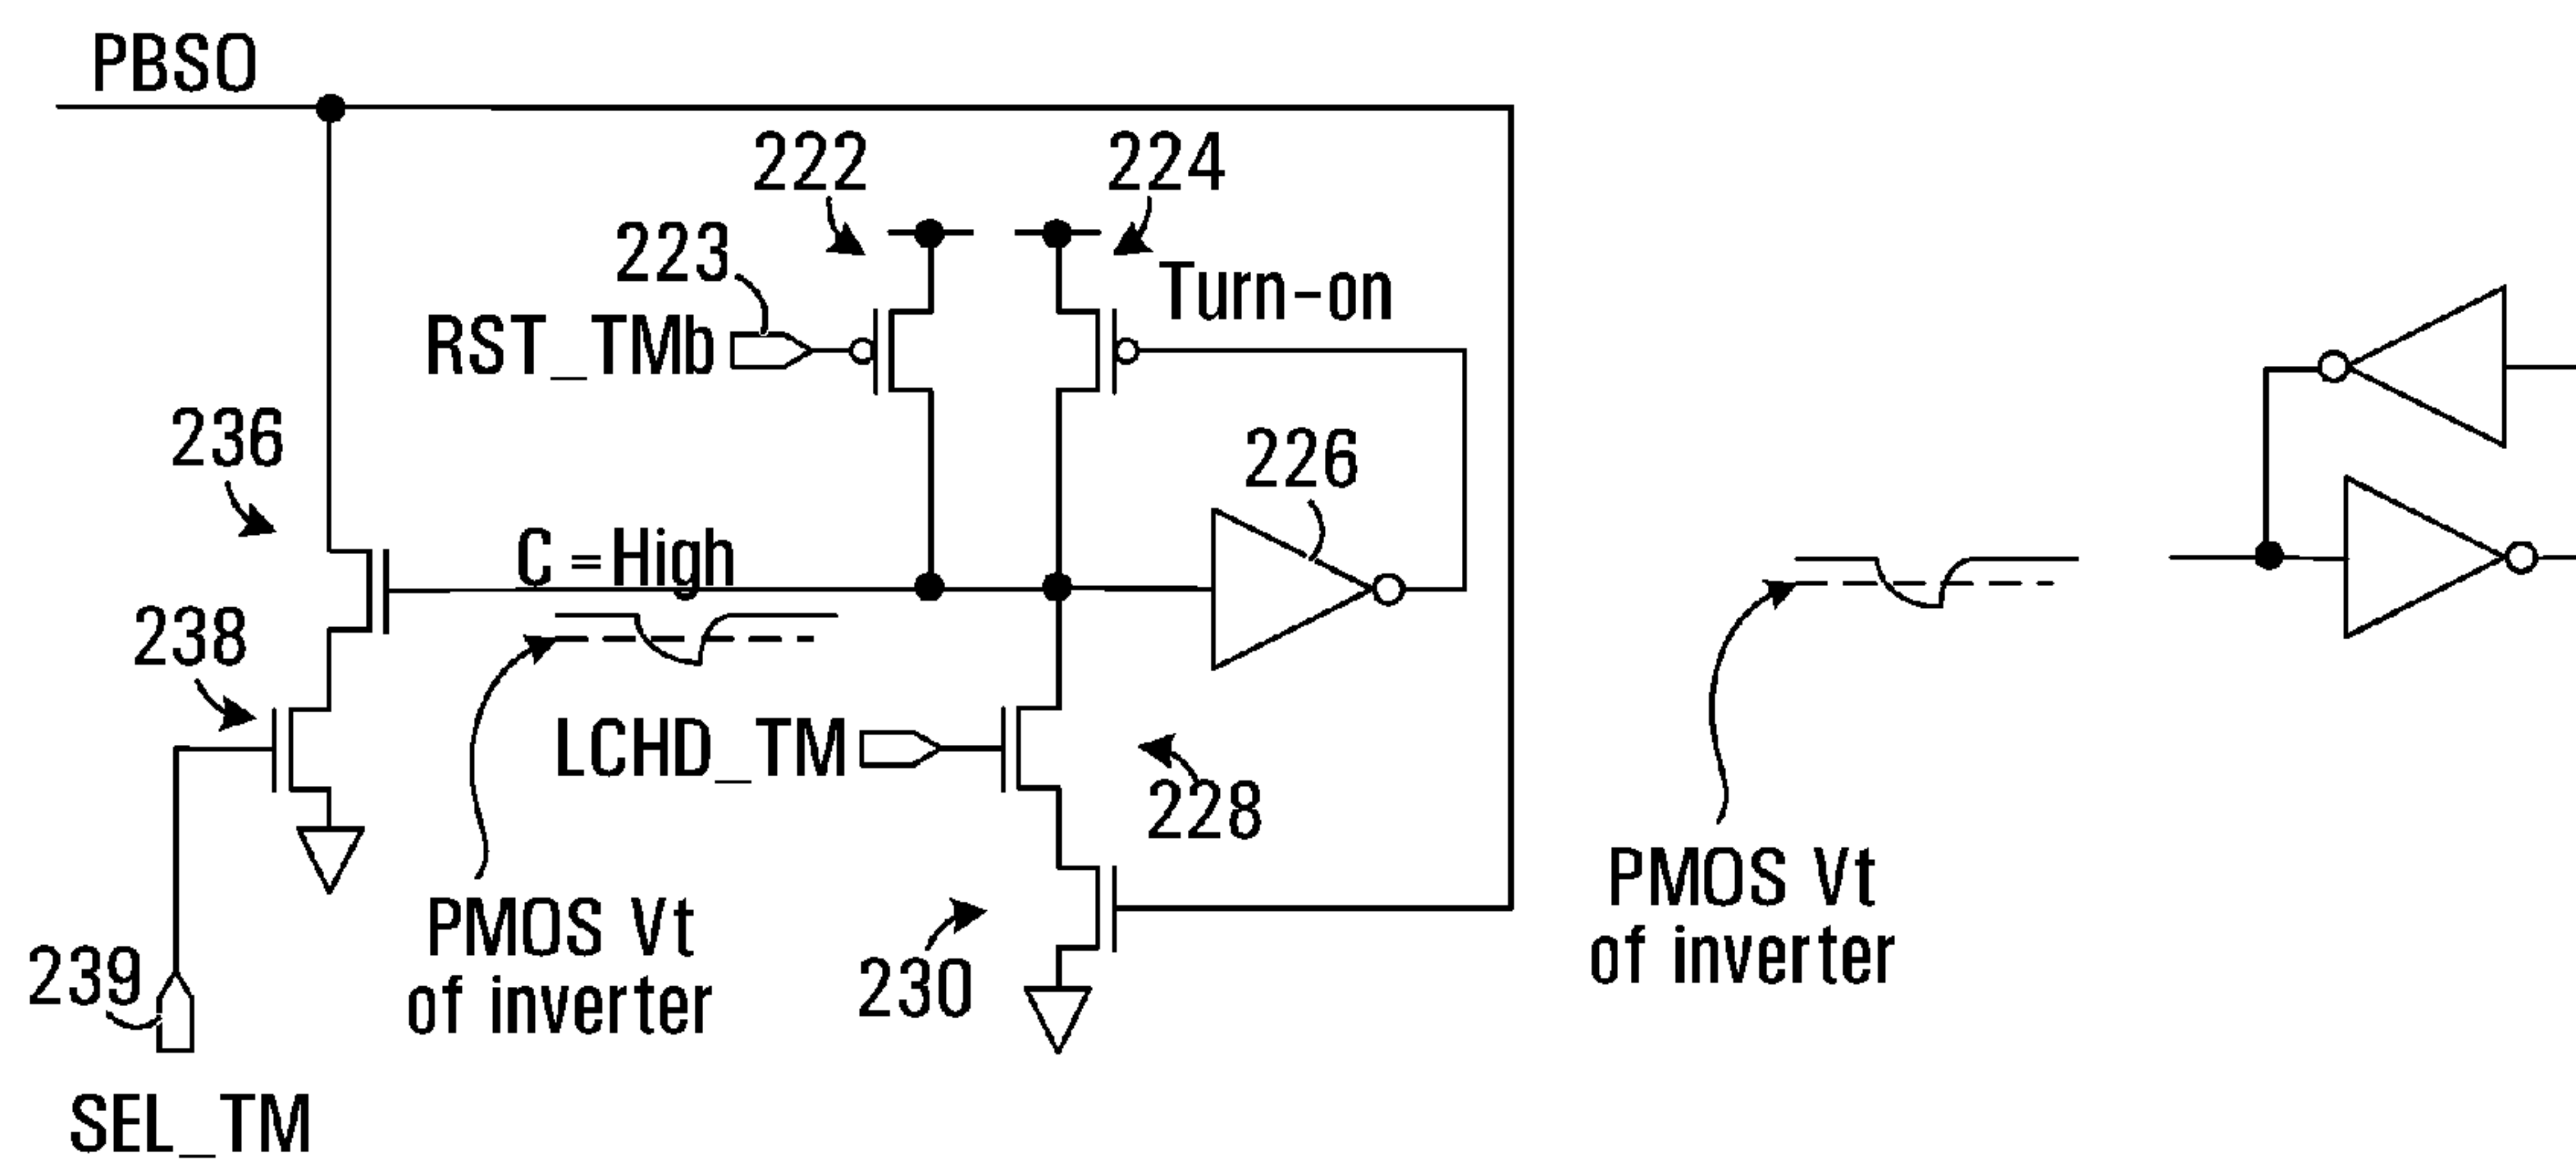 PBSO
222
224
223
Turn-on
RST_TMb
236
226
C=High
238
LCHD_TM
228
PMOS Vt
of inverter
PMOS Vt
of inverter
239
230
SEL_TM